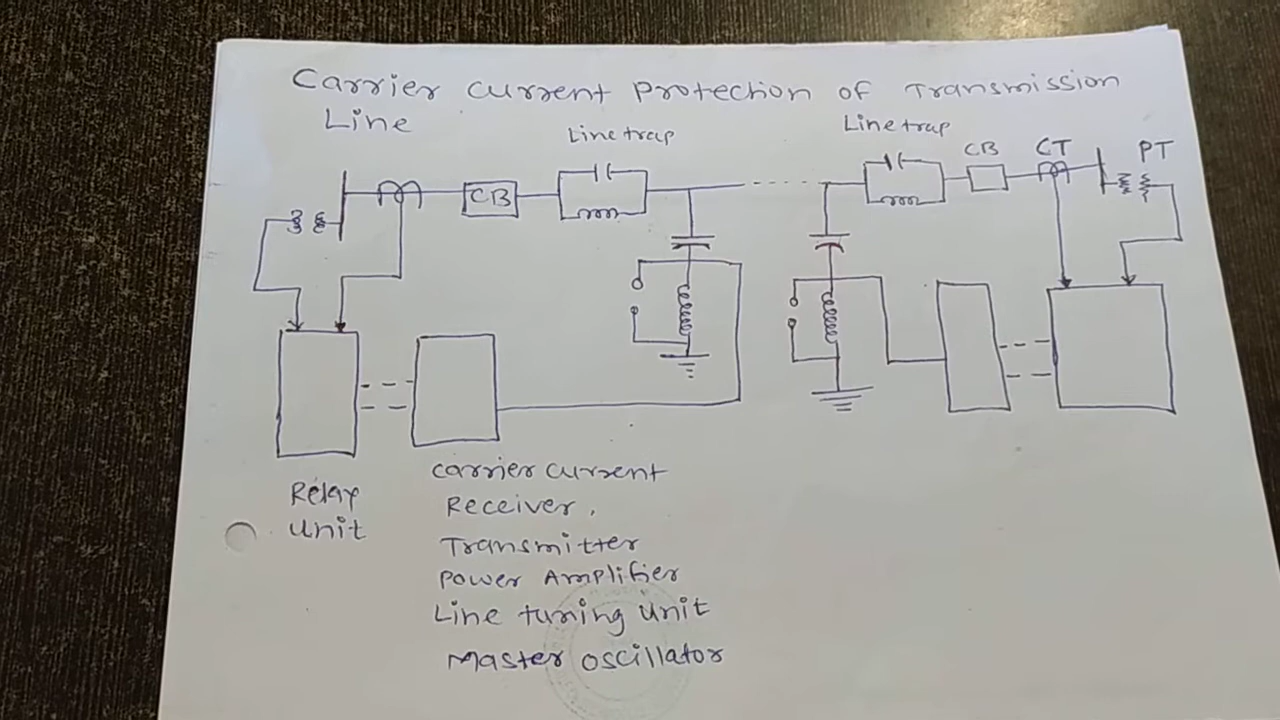 Carrier current Protection of Transmission
Line
Line trap
Line trap
CB
CT
PT
CB
Relay
Unit
Carrier current
Receiver,
Transmitter
Power Amplifier
Line tuning Unit
Master oscillator